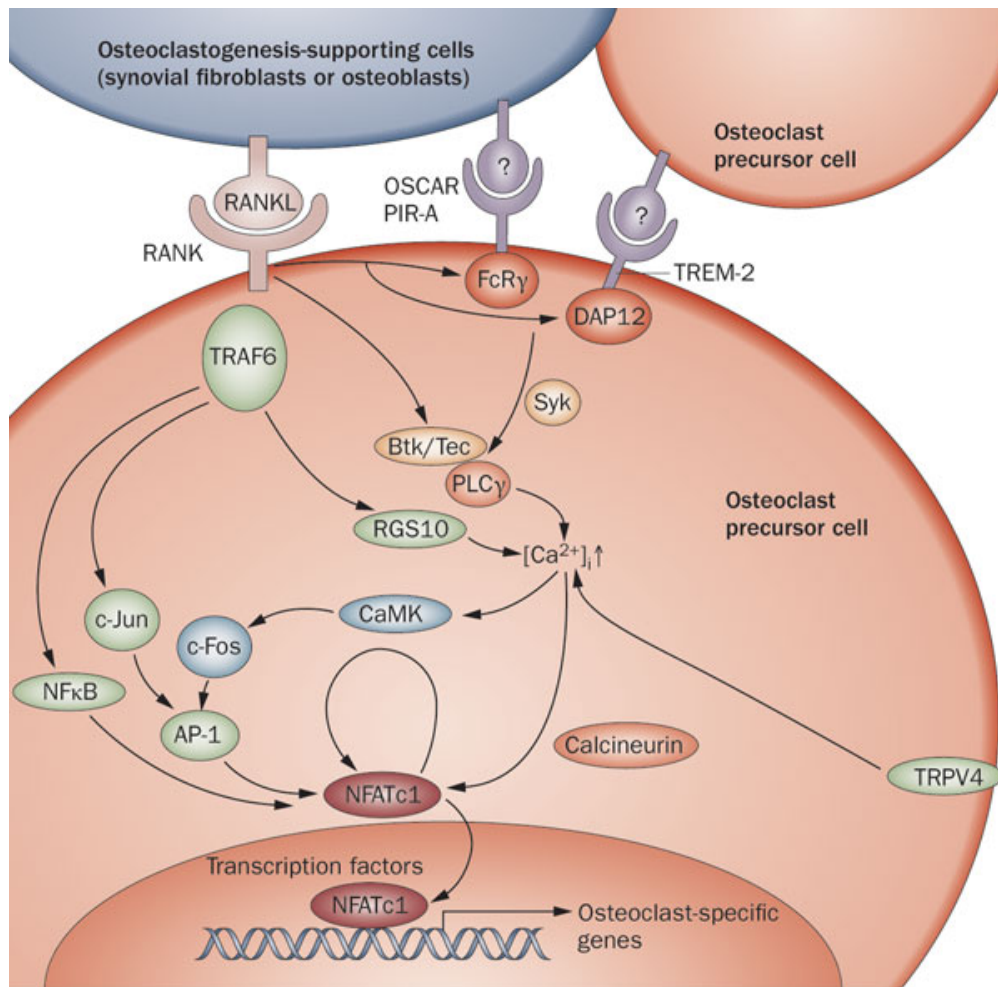 Osteoclastogenesis-supporting cells
(synovial fibroblasts or osteoblasts)
Osteoclast
precursor cell
?
RANKL
OSCAR
PIR-A
?
RANK
FcRγ
TREM-2
DAP12
TRAF6
Syk
Btk/Tec
PLCγ
Osteoclast
precursor cell
RGS10
[Ca²⁺]ᵢ↑
CaMK
c-Jun
c-Fos
NFκB
AP-1
Calcineurin
TRPV4
NFATc1
Transcription factors
NFATc1
Osteoclast-specific
genes